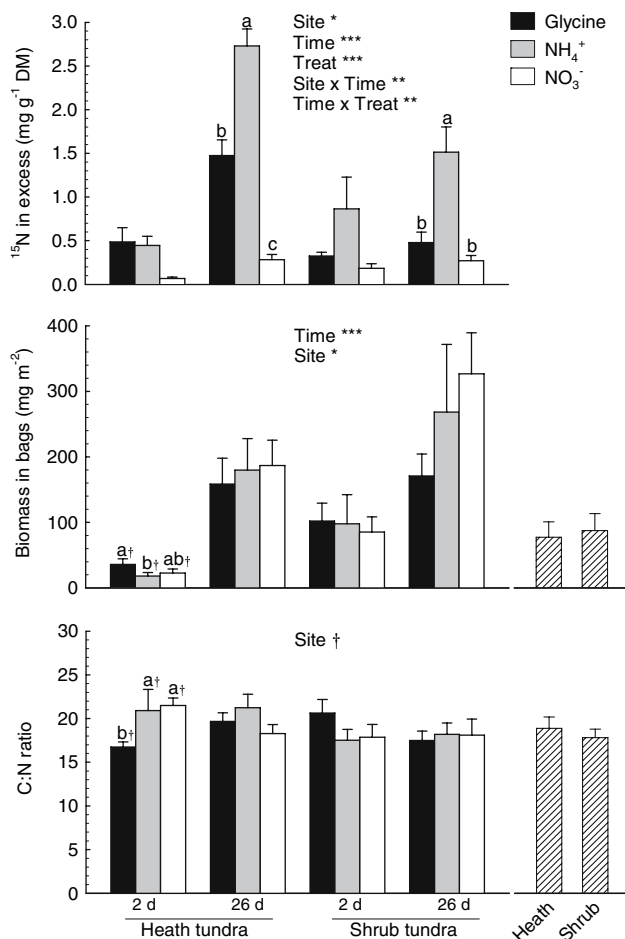 ¹⁵N in excess (mg g⁻¹ DM)
3.0
2.5
2.0
1.5
1.0
0.5
0.0
a
b
c
a
b
b
Site *
Time ***
Treat ***
Site x Time **
Time x Treat **
Glycine
NH₄⁺
NO₃⁻
Biomass in bags (mg m⁻²)
400
300
200
100
0
a†
b†
ab†
Time ***
Site *
C:N ratio
30
25
20
15
10
5
0
b†
a†
a†
Site †
2 d
26 d
2 d
26 d
Heath tundra
Shrub tundra
Heath
Shrub